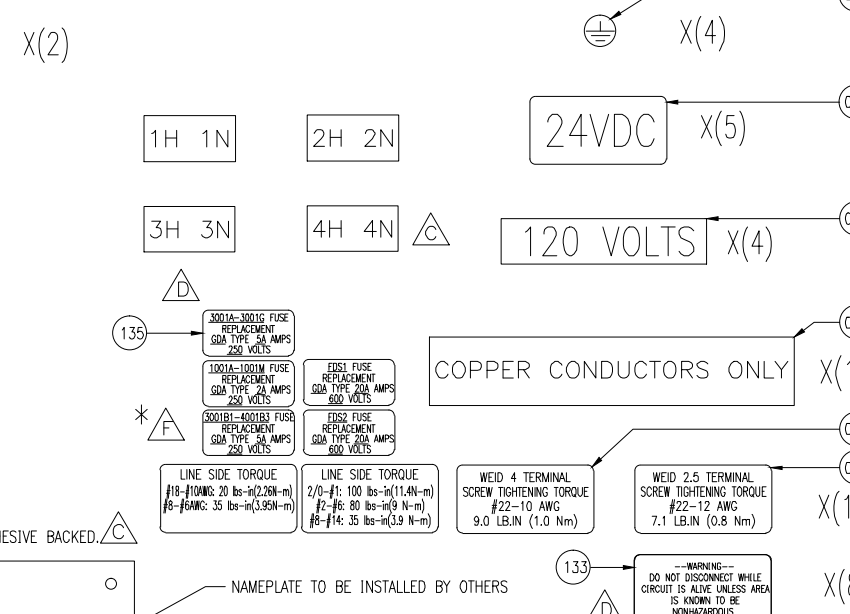 X(2)
X(4)
24VDC
X(5)
1H 1N
2H 2N
3H 3N
4H 4N
C
120 VOLTS
X(4)
D
135
3001A-3001G FUSE
REPLACEMENT
GDA TYPE 5A AMPS
250 VOLTS
1001A-1001M FUSE
REPLACEMENT
GDA TYPE 2A AMPS
250 VOLTS
FDS1 FUSE
REPLACEMENT
GDA TYPE 20A AMPS
600 VOLTS
COPPER CONDUCTORS ONLY
X(1
* F
3001B1-4001B3 FUSE
REPLACEMENT
GDA TYPE 5A AMPS
250 VOLTS
FDS2 FUSE
REPLACEMENT
GDA TYPE 20A AMPS
600 VOLTS
LINE SIDE TORQUE
#18-#10AWG: 20 lbs-in(2.26N-m)
#8-#6AWG: 35 lbs-in(3.95N-m)
LINE SIDE TORQUE
2/0-#1: 100 lbs-in(11.4N-m)
#2-#6: 80 lbs-in(9 N-m)
#8-#14: 35 lbs-in(3.9 N-m)
WEID 4 TERMINAL
SCREW TIGHTENING TORQUE
#22-10 AWG
9.0 LB.IN (1.0 Nm)
WEID 2.5 TERMINAL
SCREW TIGHTENING TORQUE
#22-12 AWG
7.1 LB.IN (0.8 Nm)
X(1
HESIVE BACKED.
C
133
--WARNING--
DO NOT DISCONNECT WHILE
CIRCUIT IS ALIVE UNLESS AREA
IS KNOWN TO BE
NONHAZARDOUS
X(8
NAMEPLATE TO BE INSTALLED BY OTHERS
D